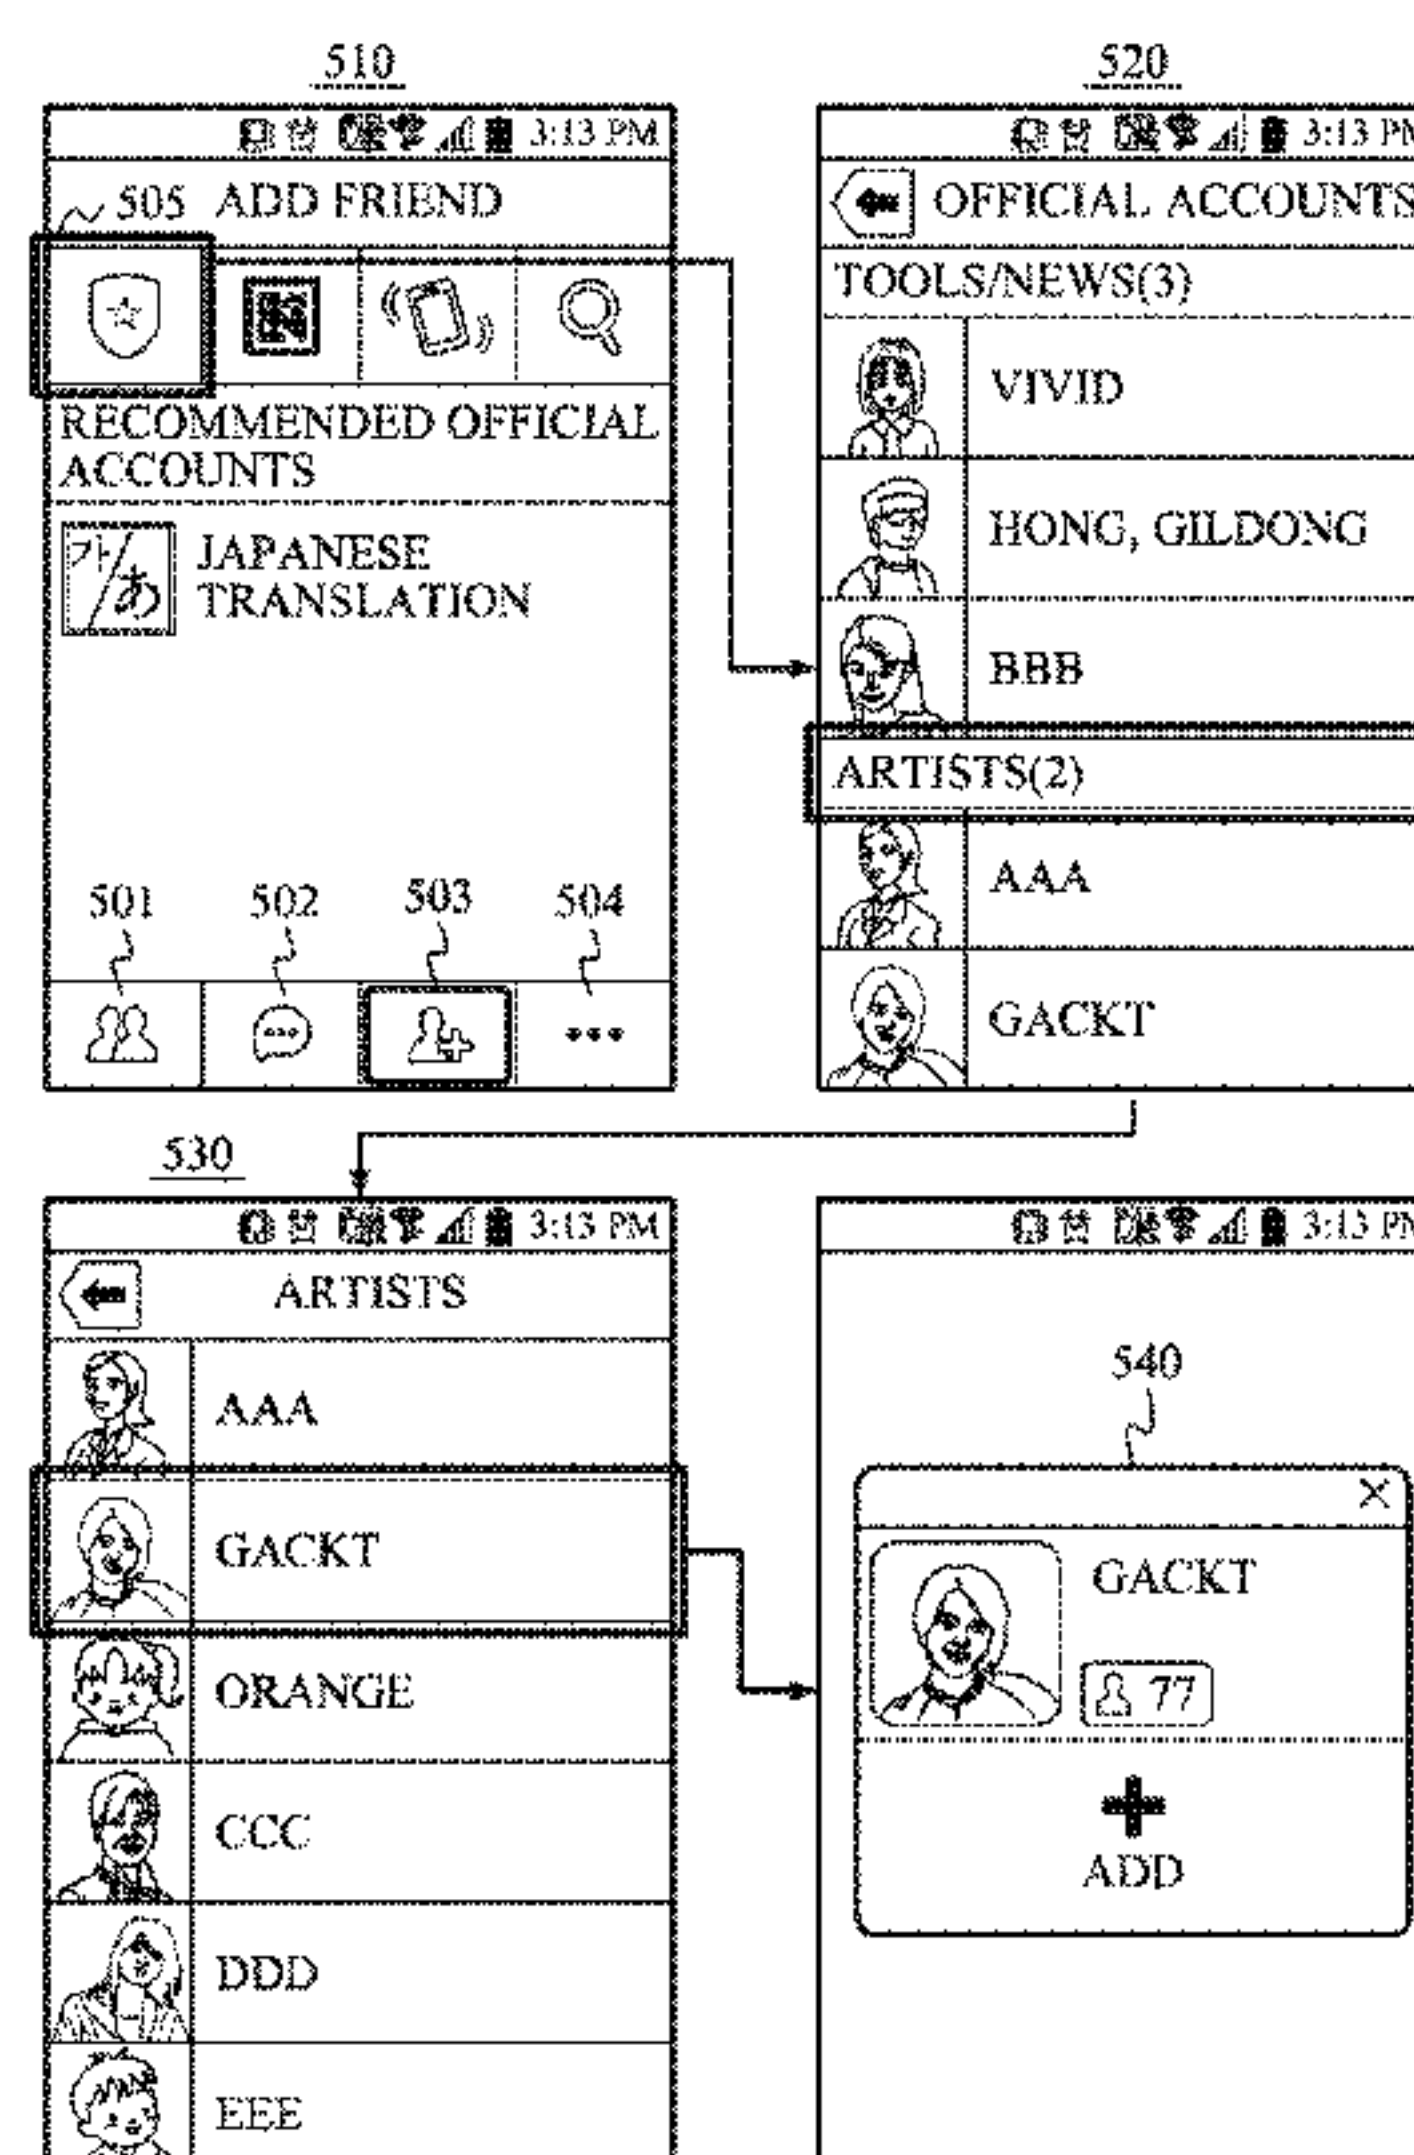 510
3:13 PM
505 ADD FRIEND
RECOMMENDED OFFICIAL
ACCOUNTS
가/あ
JAPANESE
TRANSLATION
501 502 503 504
520
3:13 PM
OFFICIAL ACCOUNTS
TOOLS/NEWS(3)
VIVID
HONG, GILDONG
BBB
ARTISTS(2)
AAA
GACKT
530
3:13 PM
ARTISTS
AAA
GACKT
ORANGE
CCC
DDD
EEE
3:13 PM
540
×
GACKT
77
ADD